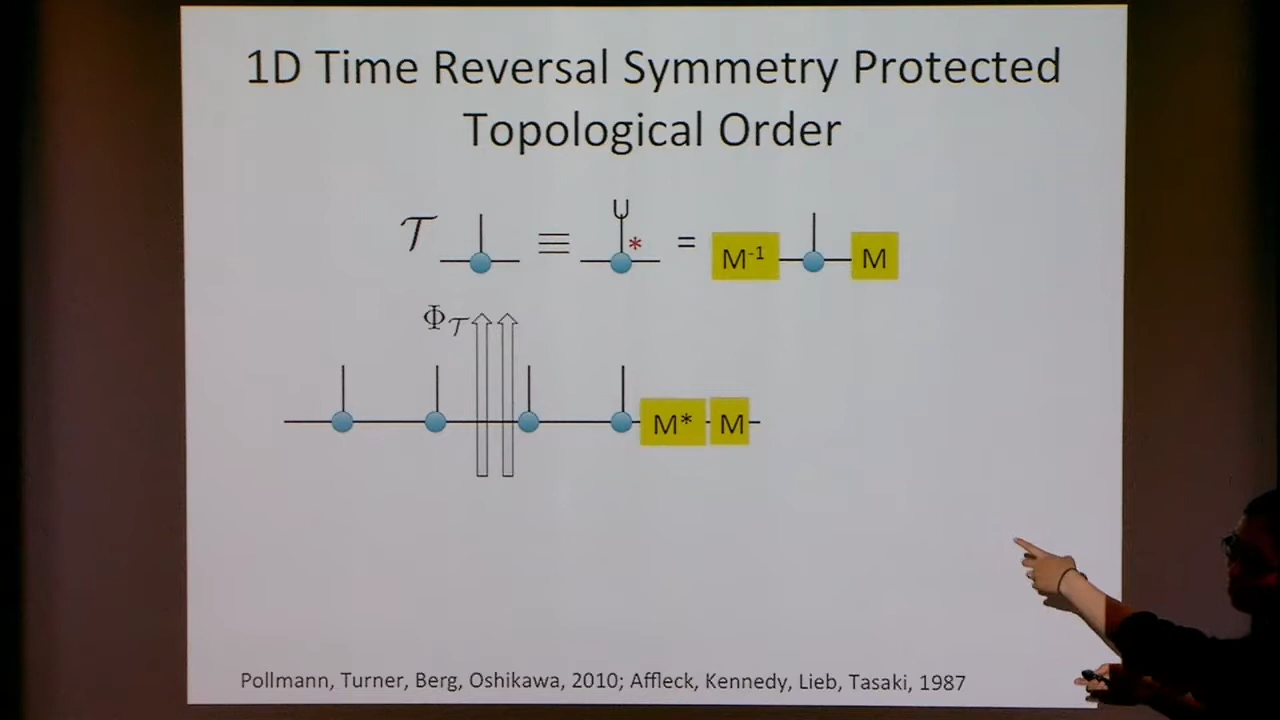 1D Time Reversal Symmetry Protected
Topological Order
𝒯 ≡ U * = M⁻¹ M
Φ𝒯
M* M
Pollmann, Turner, Berg, Oshikawa, 2010; Affleck, Kennedy, Lieb, Tasaki, 1987